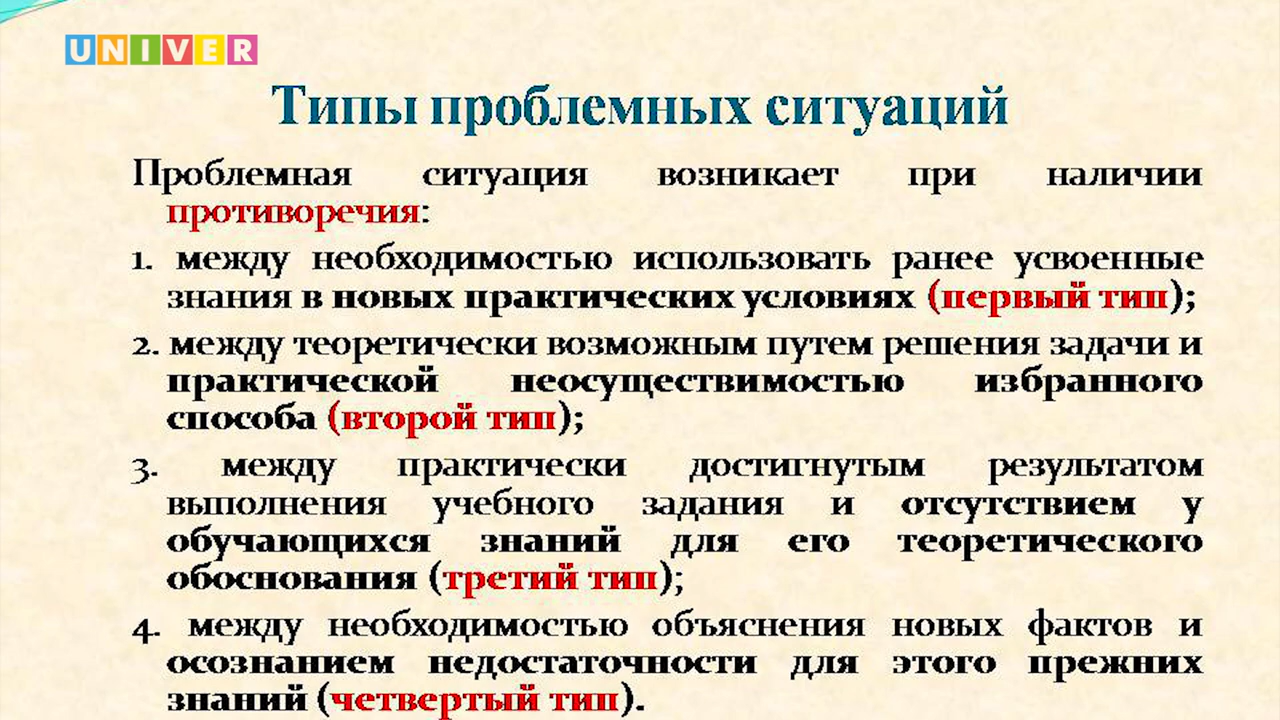 UNIVER
Типы проблемных ситуаций
Проблемная ситуация возникает при наличии
противоречия:
1. между необходимостью использовать ранее усвоенные
знания в новых практических условиях (первый тип);
2. между теоретически возможным путем решения задачи и
практической неосуществимостью избранного
способа (второй тип);
3. между практически достигнутым результатом
выполнения учебного задания и отсутствием у
обучающихся знаний для его теоретического
обоснования (третий тип);
4. между необходимостью объяснения новых фактов и
осознанием недостаточности для этого прежних
знаний (четвертый тип).